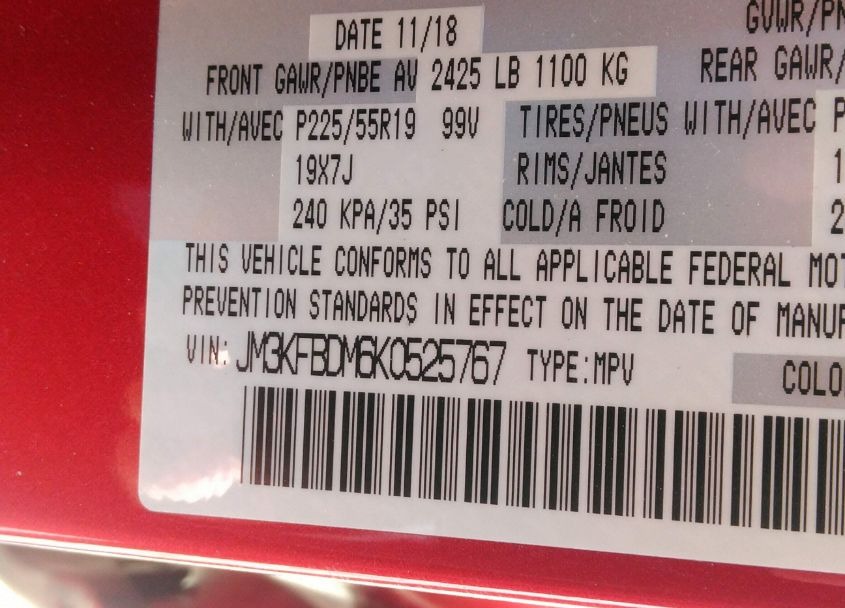 DATE 11/18
GVWR/PN
FRONT GAWR/PNBE AV 2425 LB 1100 KG REAR GAWR/
WITH/AVEC P225/55R19 99V TIRES/PNEUS WITH/AVEC P
19X7J RIMS/JANTES 1
240 KPA/35 PSI COLD/A FROID 2
THIS VEHICLE CONFORMS TO ALL APPLICABLE FEDERAL MOT
PREVENTION STANDARDS IN EFFECT ON THE DATE OF MANUF
VIN: JM3KFBDM6K0525767 TYPE:MPV COLO